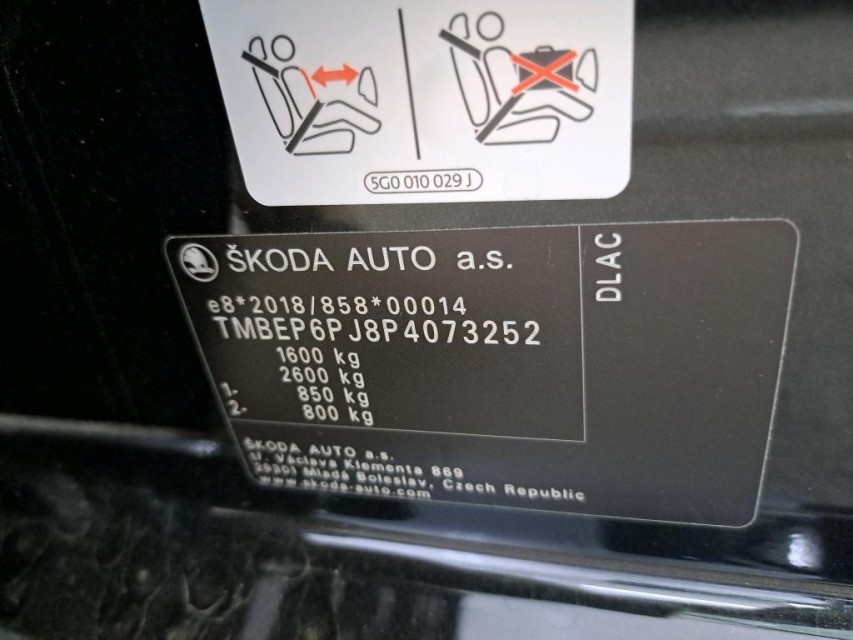 5G0 010 029 J
ŠKODA AUTO a.s.
DLAC
e8*2018/858*00014
TMBEP6PJ8P4073252
1600 kg
2600 kg
1- 850 kg
2- 800 kg
ŠKODA AUTO a.s.
tř. Václava Klementa 869
29301 Mladá Boleslav, Czech Republic
www.skoda-auto.com